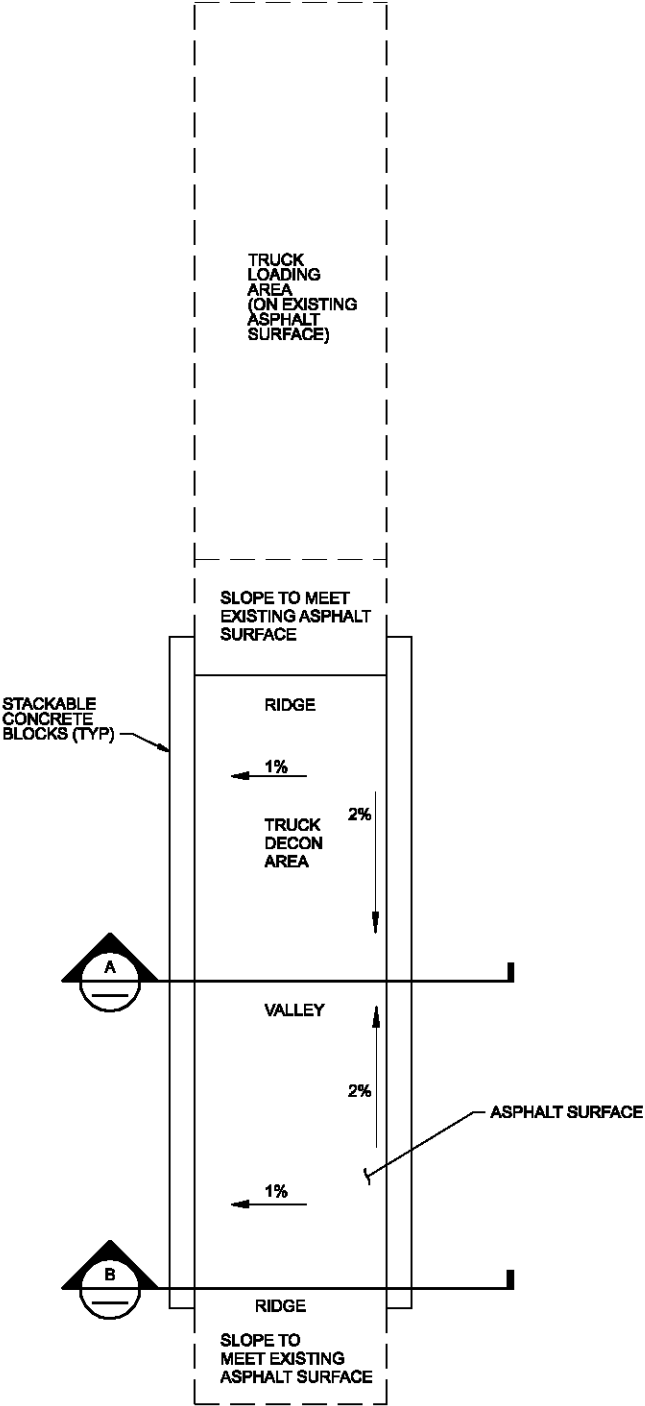 TRUCK
LOADING
AREA
(ON EXISTING
ASPHALT
SURFACE)
SLOPE TO MEET
EXISTING ASPHALT
SURFACE
STACKABLE
CONCRETE
BLOCKS (TYP)
RIDGE
1%
2%
TRUCK
DECON
AREA
A
VALLEY
2%
ASPHALT SURFACE
1%
B
RIDGE
SLOPE TO
MEET EXISTING
ASPHALT SURFACE